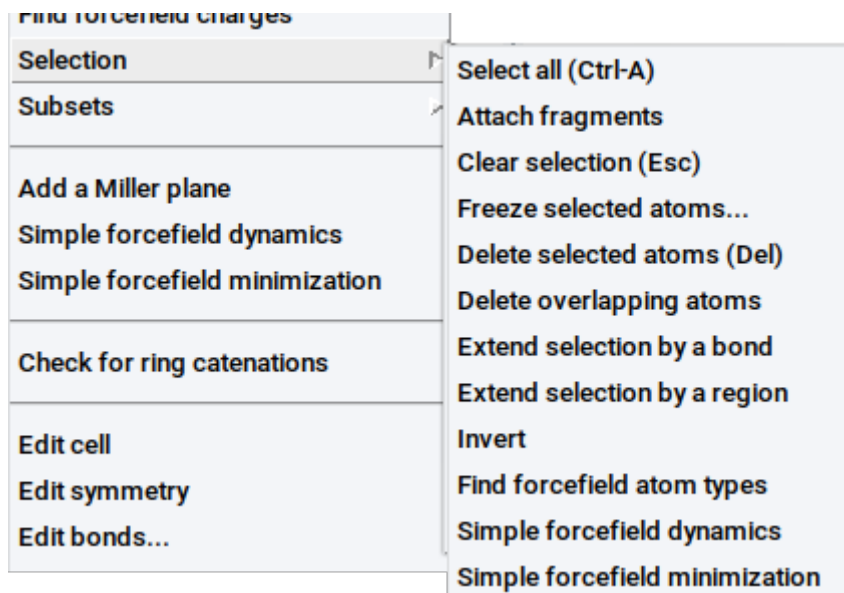 Find forcefield charges
Selection
Subsets
Add a Miller plane
Simple forcefield dynamics
Simple forcefield minimization
Check for ring catenations
Edit cell
Edit symmetry
Edit bonds...
Select all (Ctrl-A)
Attach fragments
Clear selection (Esc)
Freeze selected atoms...
Delete selected atoms (Del)
Delete overlapping atoms
Extend selection by a bond
Extend selection by a region
Invert
Find forcefield atom types
Simple forcefield dynamics
Simple forcefield minimization